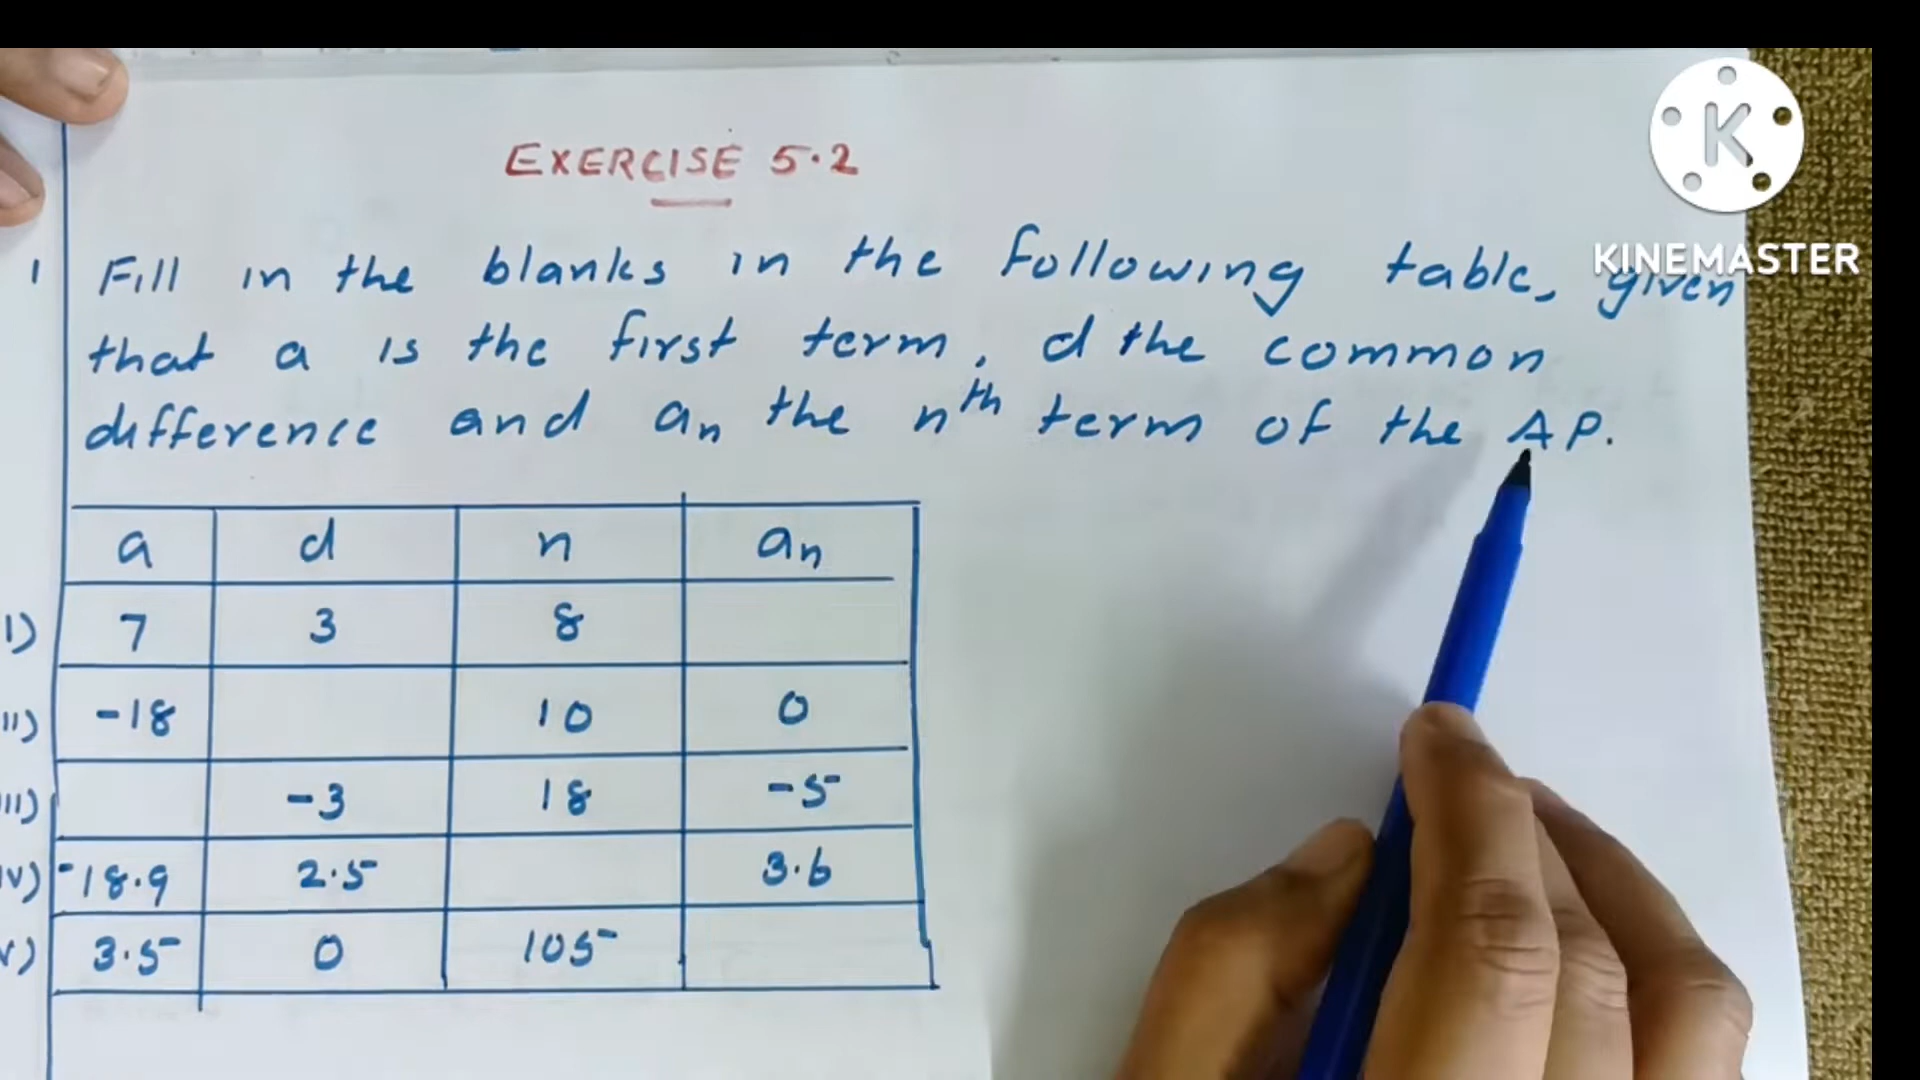 EXERCISE 5.2
K
KINEMASTER
1 Fill in the blanks in the following table, given
that a is the first term, d the common
difference and an the nth term of the AP.
a d n an
i) 7 3 8
ii) -18 10 0
iii) -3 18 -5
iv) -18.9 2.5 3.6
v) 3.5 0 105